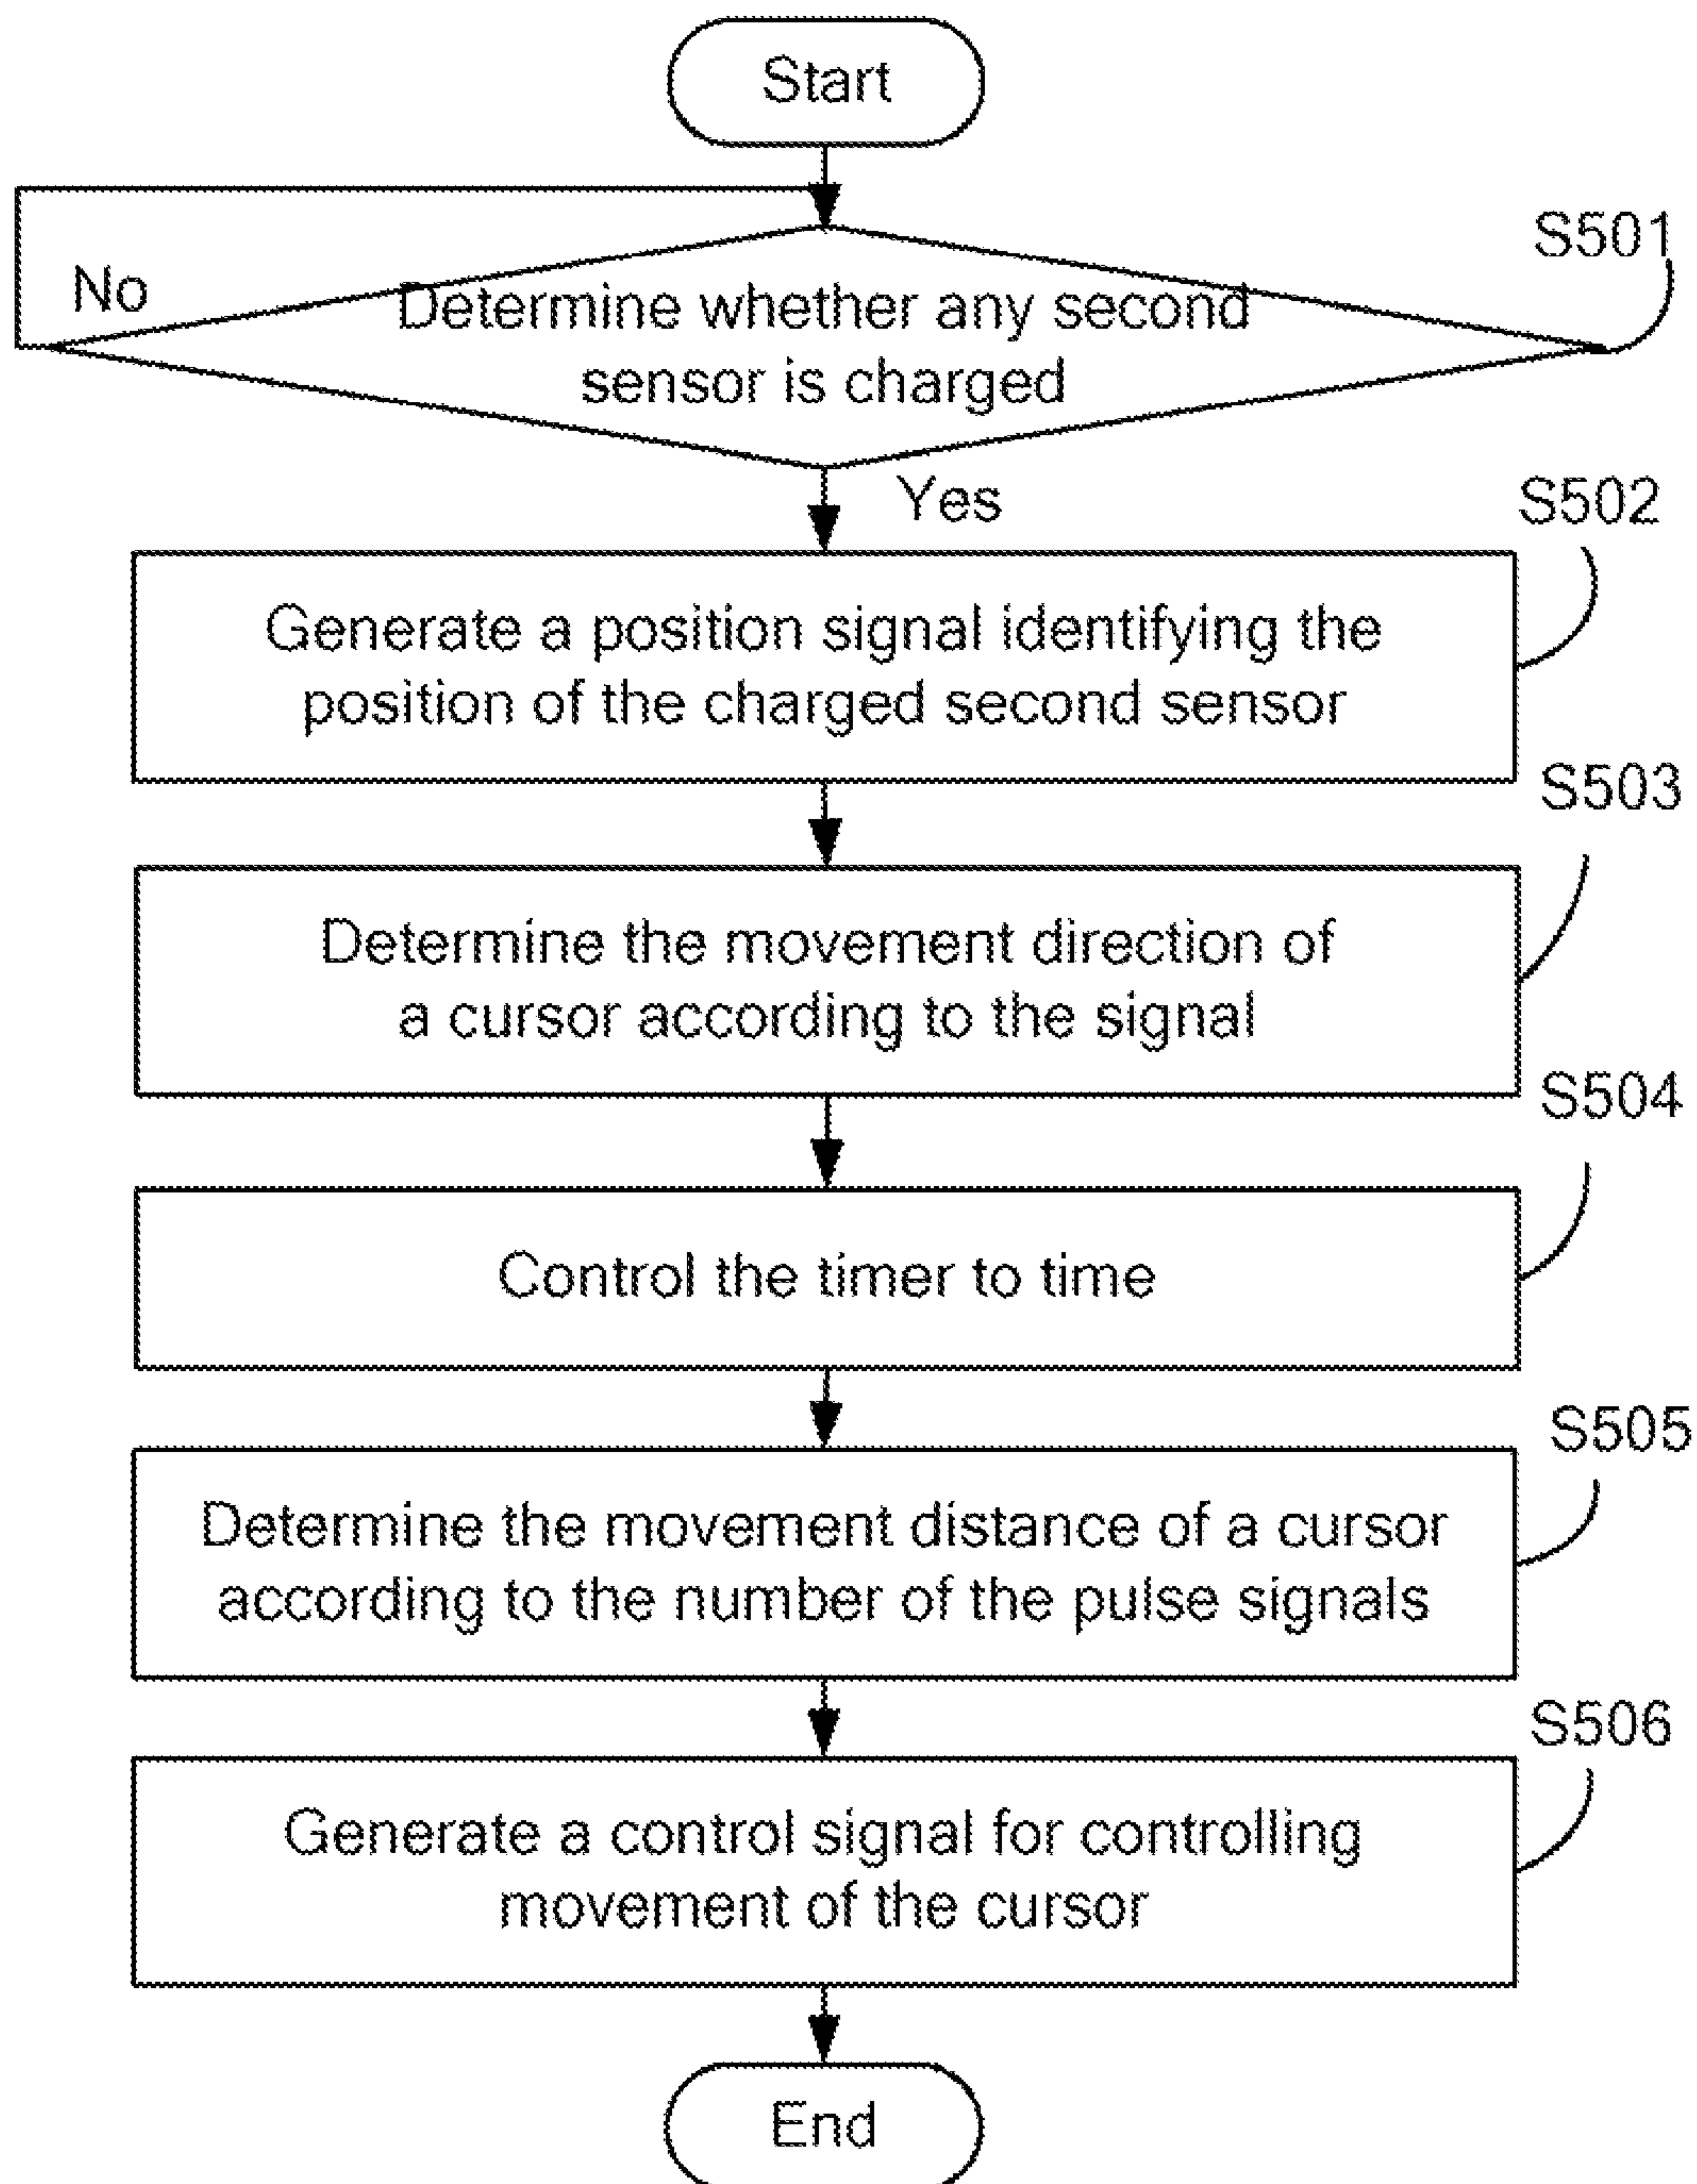 Start
S501
No
Determine whether any second
sensor is charged
Yes
S502
Generate a position signal identifying the
position of the charged second sensor
S503
Determine the movement direction of
a cursor according to the signal
S504
Control the timer to time
S505
Determine the movement distance of a cursor
according to the number of the pulse signals
S506
Generate a control signal for controlling
movement of the cursor
End